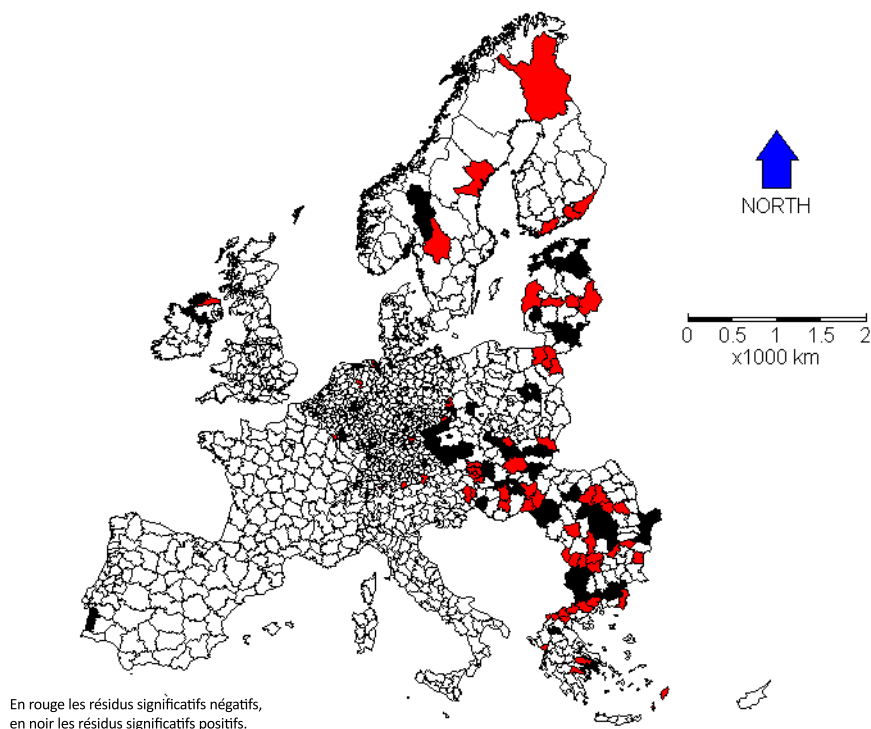 NORTH
0 0.5 1 1.5 2
x1000 km
En rouge les résidus significatifs négatifs,
en noir les résidus significatifs positifs.